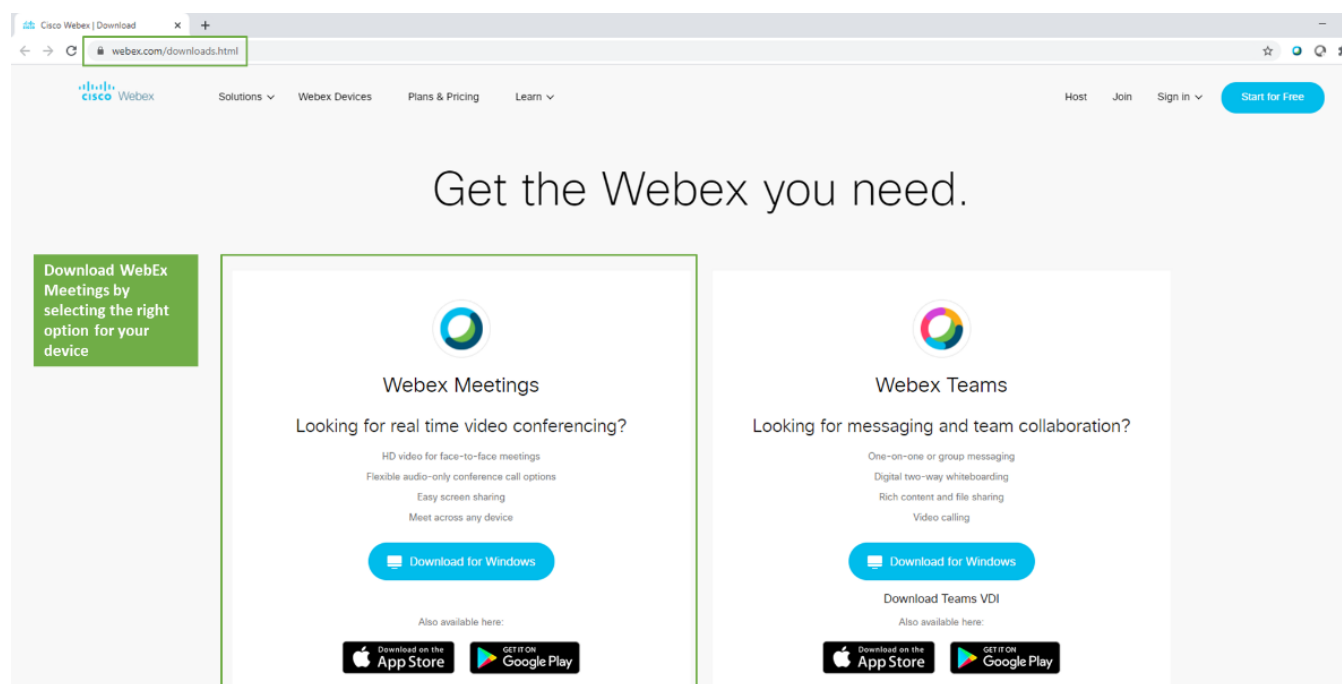 Cisco Webex | Download
webex.com/downloads.html
CISCO Webex
Solutions
Webex Devices
Plans & Pricing
Learn
Host
Join
Sign in
Start for Free
Get the Webex you need.
Download WebEx
Meetings by
selecting the right
option for your
device
Webex Meetings
Looking for real time video conferencing?
HD video for face-to-face meetings
Flexible audio-only conference call options
Easy screen sharing
Meet across any device
Download for Windows
Also available here:
Download on the
App Store
GET IT ON
Google Play
Webex Teams
Looking for messaging and team collaboration?
One-on-one or group messaging
Digital two-way whiteboarding
Rich content and file sharing
Video calling
Download for Windows
Download Teams VDI
Also available here:
Download on the
App Store
GET IT ON
Google Play